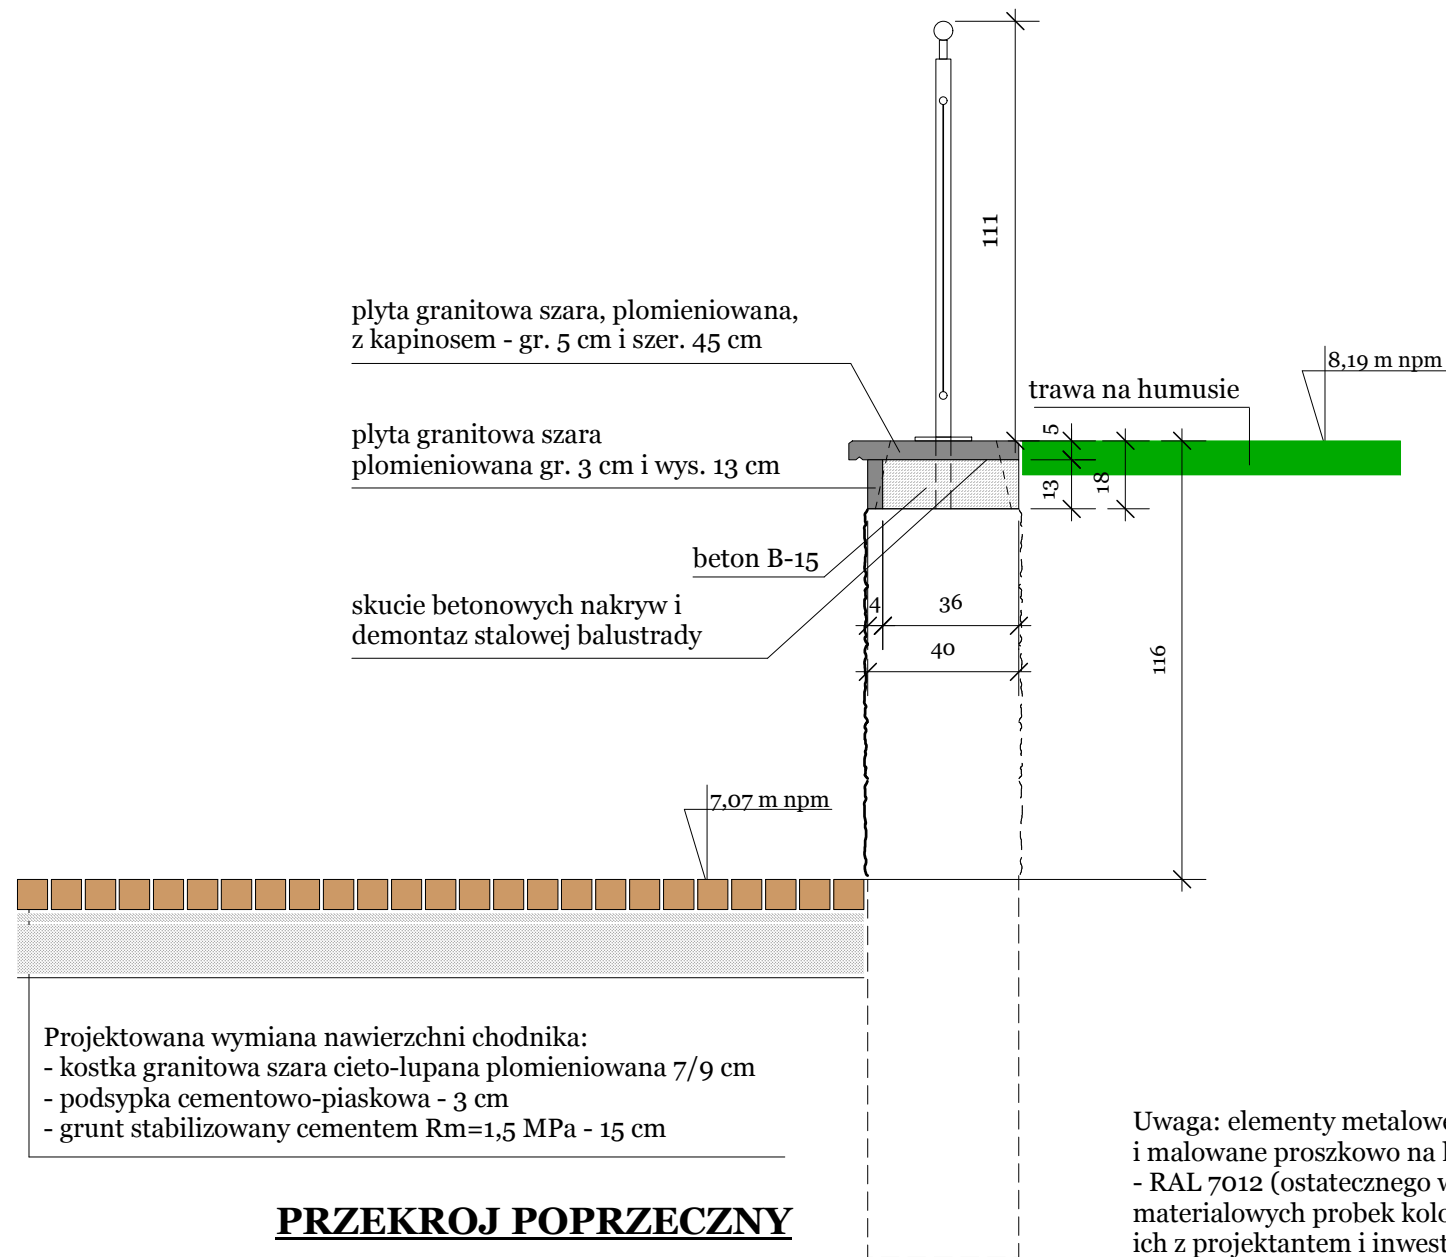 111
plyta granitowa szara, plomieniowana,
z kapinosem - gr. 5 cm i szer. 45 cm
8,19 m npm
trawa na humusie
plyta granitowa szara
plomieniowana gr. 3 cm i wys. 13 cm
5
13
18
beton B-15
skucie betonowych nakryw i
demontaz stalowej balustrady
4
36
40
116
7,07 m npm
Projektowana wymiana nawierzchni chodnika:
- kostka granitowa szara cieto-lupana plomieniowana 7/9 cm
- podsypka cementowo-piaskowa - 3 cm
- grunt stabilizowany cementem Rm=1,5 MPa - 15 cm
PRZEKROJ POPRZECZNY
Uwaga: elementy metalowe
i malowane proszkowo na
- RAL 7012 (ostatecznego
materialowych probek
ich z projektant i